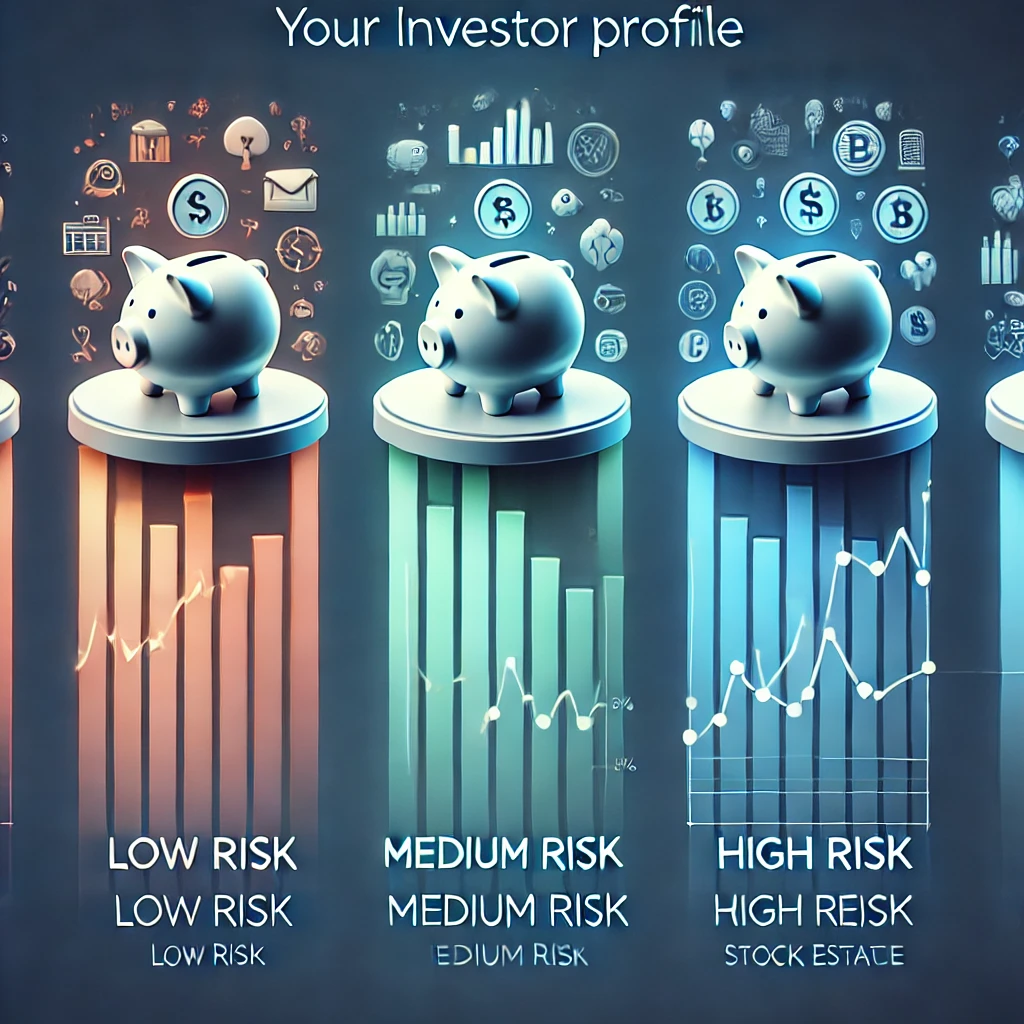 Your Investor profile
LOW RISK
LOW RISK
LOW RISK
MEDIUM RISK
MEDIUM RISK
EDIUM RISK
HIGH RISK
HIGH REISK
STOCK ESTATE